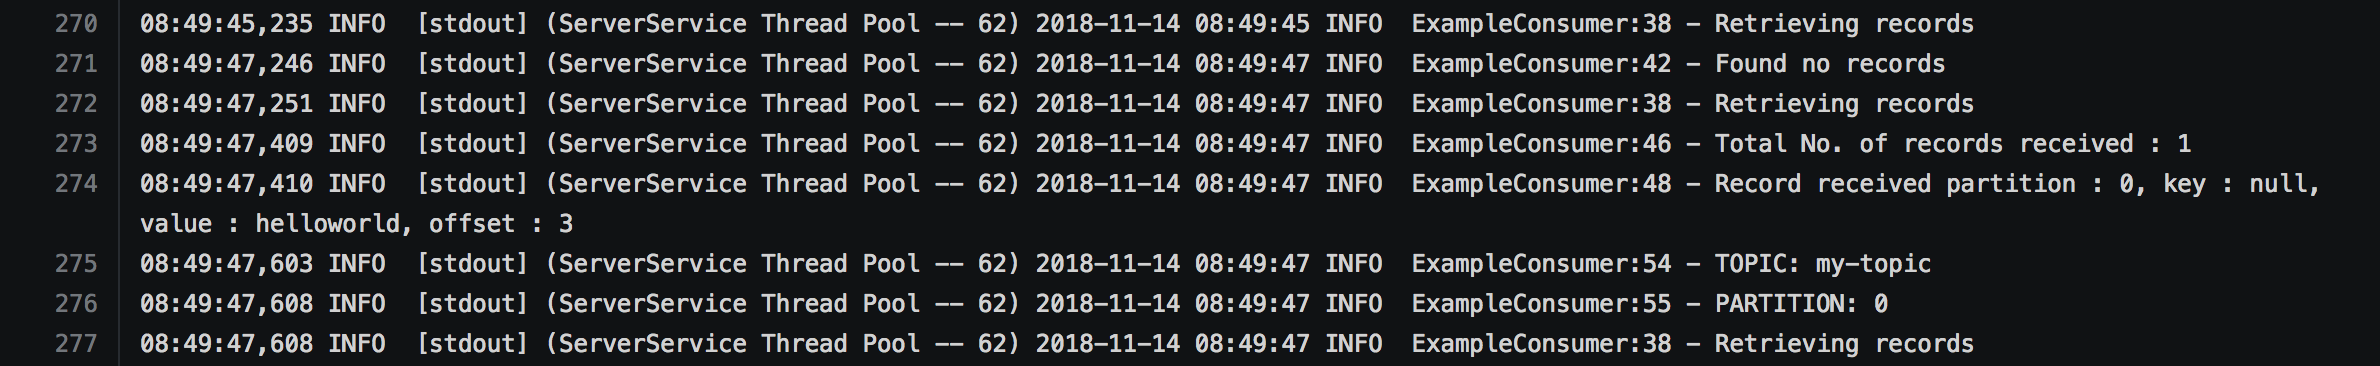 270 08:49:45,235 INFO  [stdout] (ServerService Thread Pool -- 62) 2018-11-14 08:49:45 INFO  ExampleConsumer:38 - Retrieving records
271 08:49:47,246 INFO  [stdout] (ServerService Thread Pool -- 62) 2018-11-14 08:49:47 INFO  ExampleConsumer:42 - Found no records
272 08:49:47,251 INFO  [stdout] (ServerService Thread Pool -- 62) 2018-11-14 08:49:47 INFO  ExampleConsumer:38 - Retrieving records
273 08:49:47,409 INFO  [stdout] (ServerService Thread Pool -- 62) 2018-11-14 08:49:47 INFO  ExampleConsumer:46 - Total No. of records received : 1
274 08:49:47,410 INFO  [stdout] (ServerService Thread Pool -- 62) 2018-11-14 08:49:47 INFO  ExampleConsumer:48 - Record received partition : 0, key : null,
value : helloworld, offset : 3
275 08:49:47,603 INFO  [stdout] (ServerService Thread Pool -- 62) 2018-11-14 08:49:47 INFO  ExampleConsumer:54 - TOPIC: my-topic
276 08:49:47,608 INFO  [stdout] (ServerService Thread Pool -- 62) 2018-11-14 08:49:47 INFO  ExampleConsumer:55 - PARTITION: 0
277 08:49:47,608 INFO  [stdout] (ServerService Thread Pool -- 62) 2018-11-14 08:49:47 INFO  ExampleConsumer:38 - Retrieving records